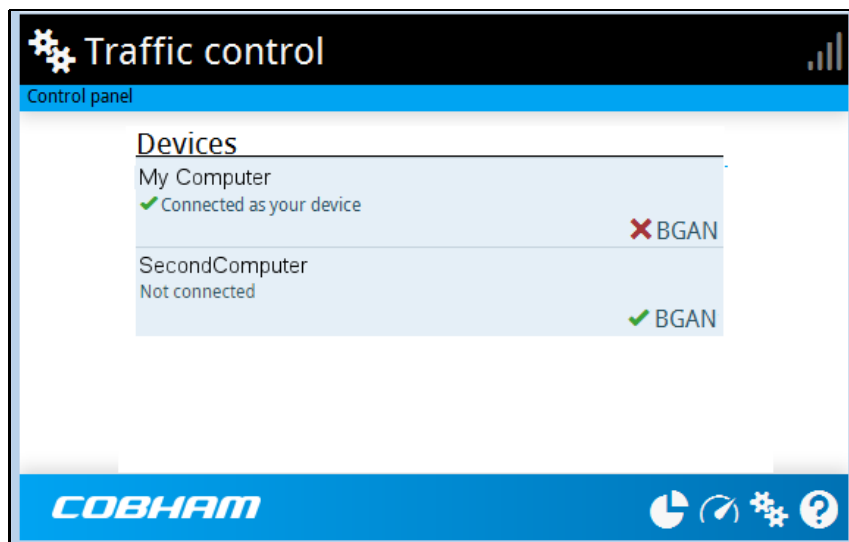 Traffic control
Control panel
Devices
My Computer
Connected as your device
BGAN
SecondComputer
Not connected
BGAN
COBHAM
?